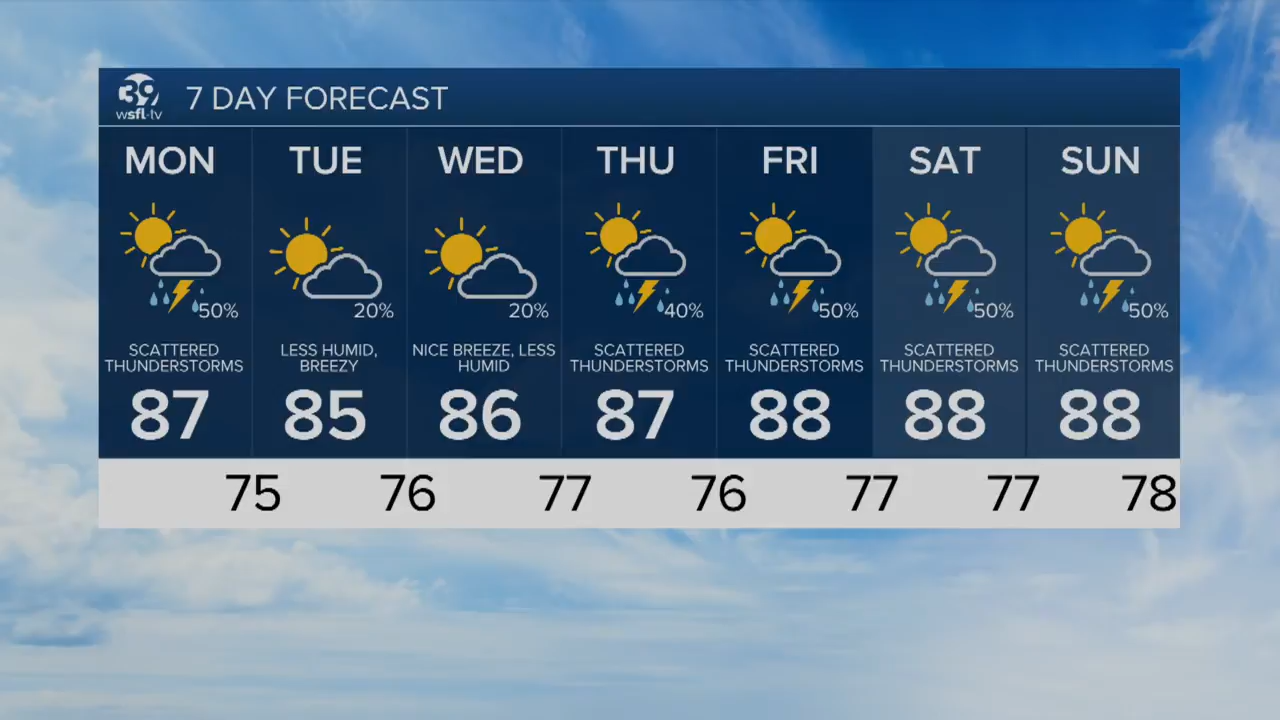 39
wsfl-tv
7 DAY FORECAST
MON
TUE
WED
THU
FRI
SAT
SUN
50%
20%
20%
40%
50%
50%
50%
SCATTERED
THUNDERSTORMS
LESS HUMID,
BREEZY
NICE BREEZE, LESS
HUMID
SCATTERED
THUNDERSTORMS
SCATTERED
THUNDERSTORMS
SCATTERED
THUNDERSTORMS
SCATTERED
THUNDERSTORMS
87
85
86
87
88
88
88
75
76
77
76
77
77
78